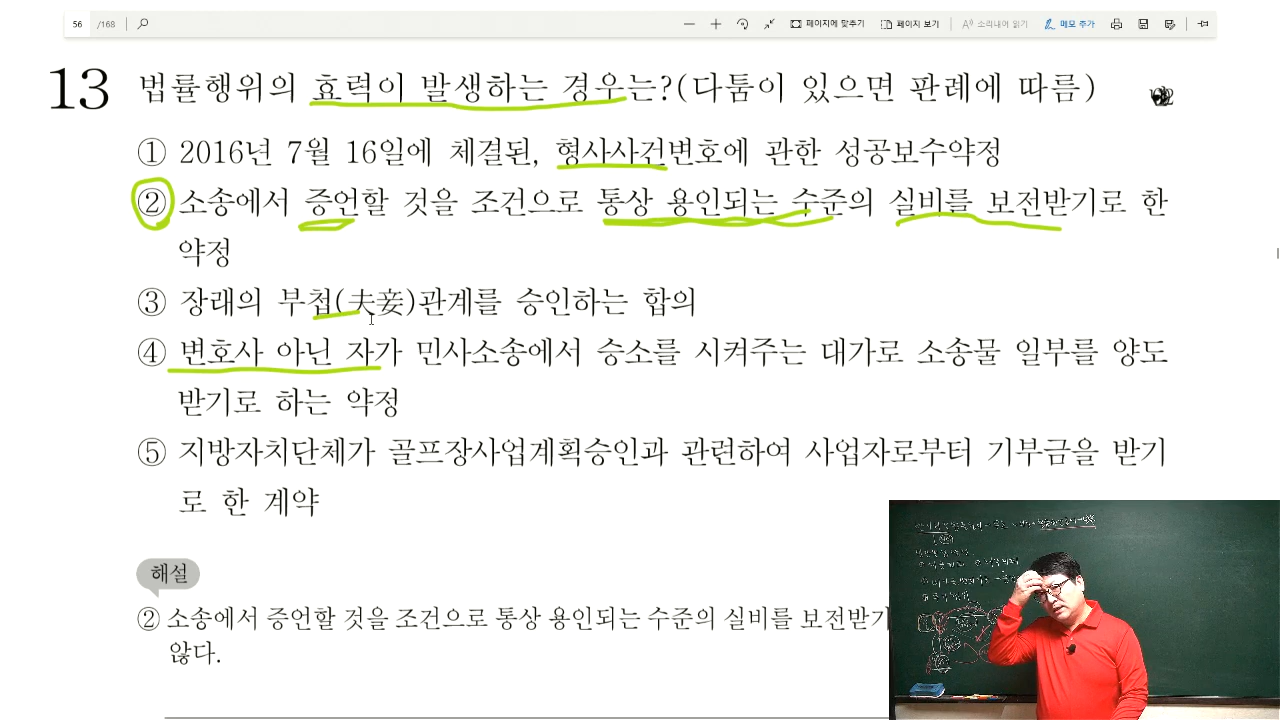 56 /168 페이지에 맞추기 페이지 보기 소리내어 읽기 메모 추가
13 법률행위의 효력이 발생하는 경우는?(다툼이 있으면 판례에 따름)
① 2016년 7월 16일에 체결된, 형사사건변호에 관한 성공보수약정
② 소송에서 증언할 것을 조건으로 통상 용인되는 수준의 실비를 보전받기로 한
약정
③ 장래의 부첩(夫妾)관계를 승인하는 합의
④ 변호사 아닌 자가 민사소송에서 승소를 시켜주는 대가로 소송물 일부를 양도
받기로 하는 약정
⑤ 지방자치단체가 골프장사업계획승인과 관련하여 사업자로부터 기부금을 받기
로 한 계약
해설
② 소송에서 증언할 것을 조건으로 통상 용인되는 수준의 실비를 보전받기
않다.